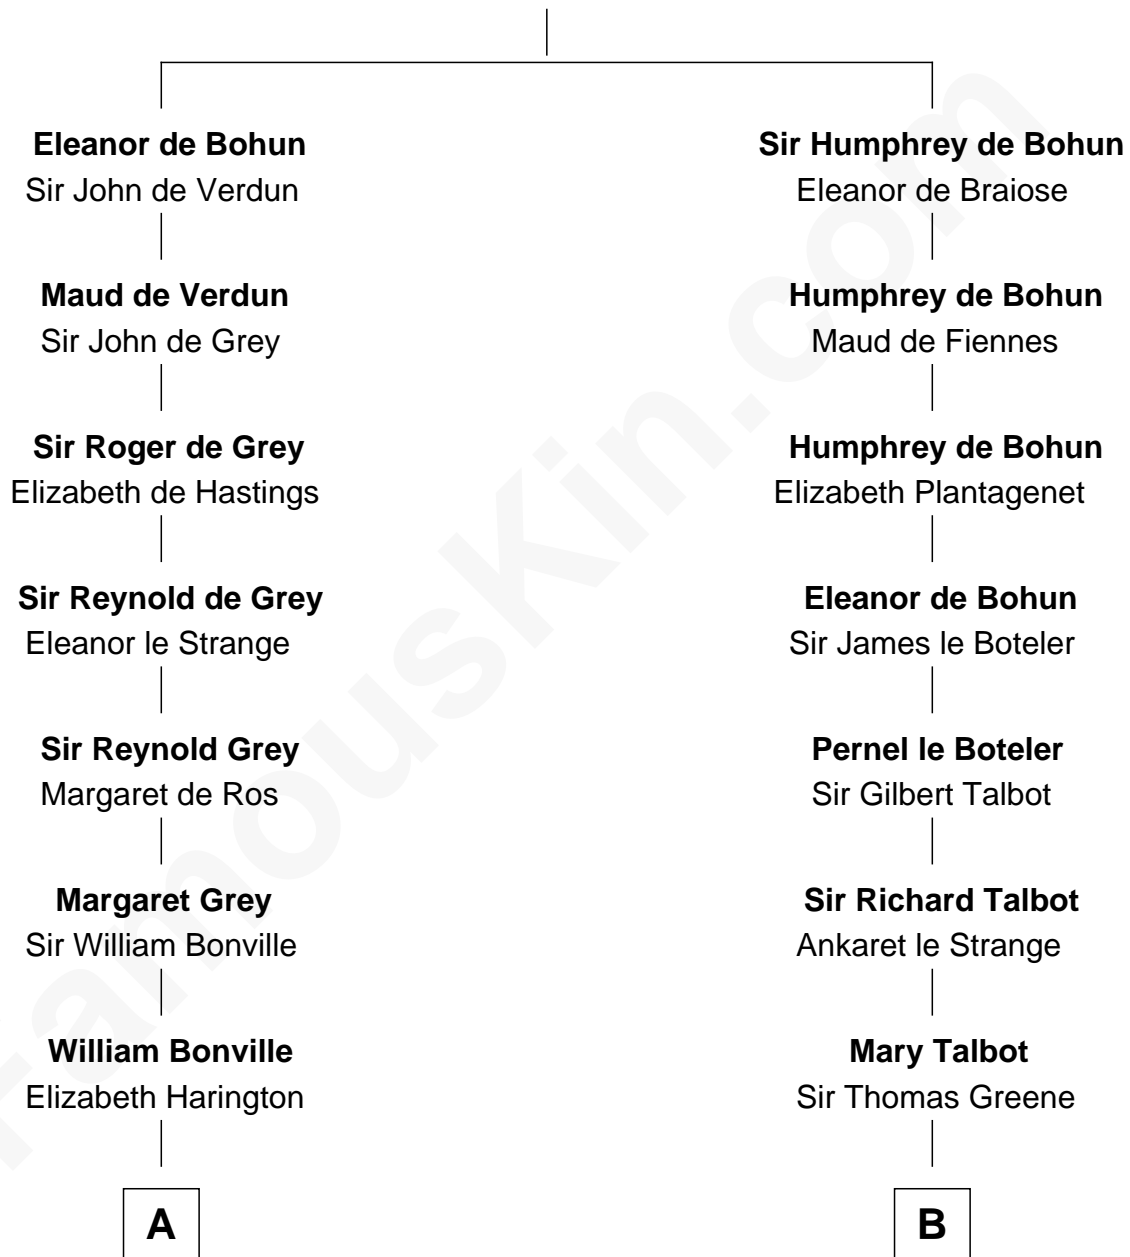 Eleanor de Bohun
Sir John de Verdun
Maud de Verdun
Sir John de Grey
Sir Roger de Grey
Elizabeth de Hastings
Sir Reynold de Grey
Eleanor le Strange
Sir Reynold Grey
Margaret de Ros
Margaret Grey
Sir William Bonville
William Bonville
Elizabeth Harington
A
Sir Humphrey de Bohun
Eleanor de Braiose
Humphrey de Bohun
Maud de Fiennes
Humphrey de Bohun
Elizabeth Plantagenet
Eleanor de Bohun
Sir James le Boteler
Pernel le Boteler
Sir Gilbert Talbot
Sir Richard Talbot
Ankaret le Strange
Mary Talbot
Sir Thomas Greene
B
FamousKin.com